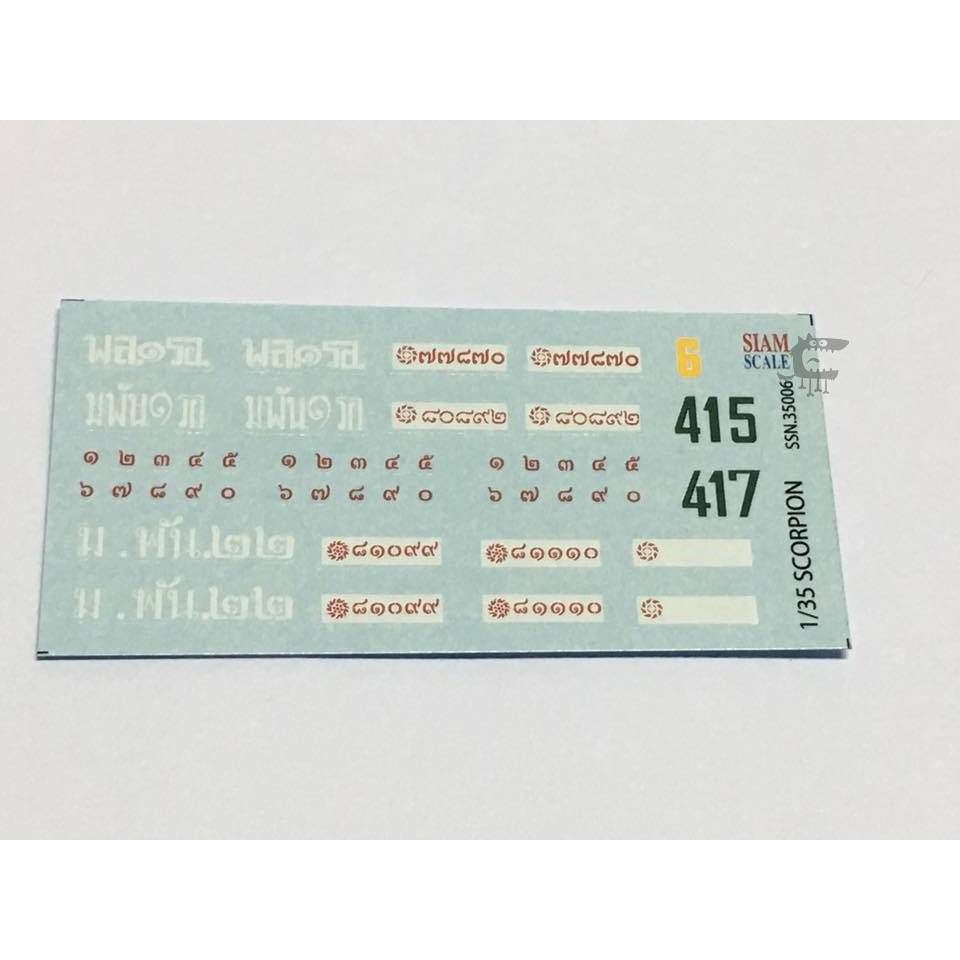 พล๑รอ. พล๑รอ. ๗๗๘๗๐ ๗๗๘๗๐ 6
SIAM
SCALE
มพัน๑ มพัน๑ ๘๐๘๙๒ ๘๐๘๙๒ 415
๑ ๒ ๓ ๔ ๕ ๑ ๒ ๓ ๔ ๕ ๑ ๒ ๓ ๔ ๕
๖ ๗ ๘ ๙ ๐ ๖ ๗ ๘ ๙ ๐ ๖ ๗ ๘ ๙ ๐
417
ม . พัน.๒๒ ๘๑๐๙๙ ๘๑๑๑๐
ม . พัน.๒๒ ๘๑๐๙๙ ๘๑๑๑๐
1/35 SCORPION SSN.35006